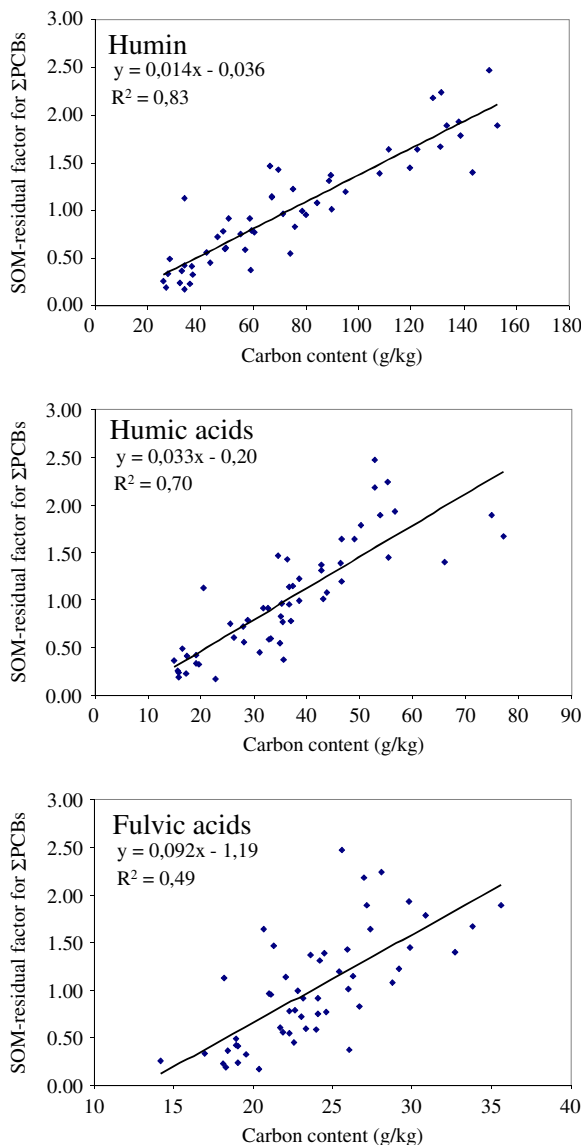 Humin
y = 0,014x - 0,036
R² = 0,83
SOM-residual factor for ΣPCBs
3.00
2.50
2.00
1.50
1.00
0.50
0.00
0 20 40 60 80 100 120 140 160 180
Carbon content (g/kg)
Humic acids
y = 0,033x - 0,20
R² = 0,70
SOM-residual factor for ΣPCBs
3.00
2.50
2.00
1.50
1.00
0.50
0.00
0 10 20 30 40 50 60 70 80 90
Carbon content (g/kg)
Fulvic acids
y = 0,092x - 1,19
R² = 0,49
SOM-residual factor for ΣPCBs
3.00
2.50
2.00
1.50
1.00
0.50
0.00
10 15 20 25 30 35 40
Carbon content (g/kg)